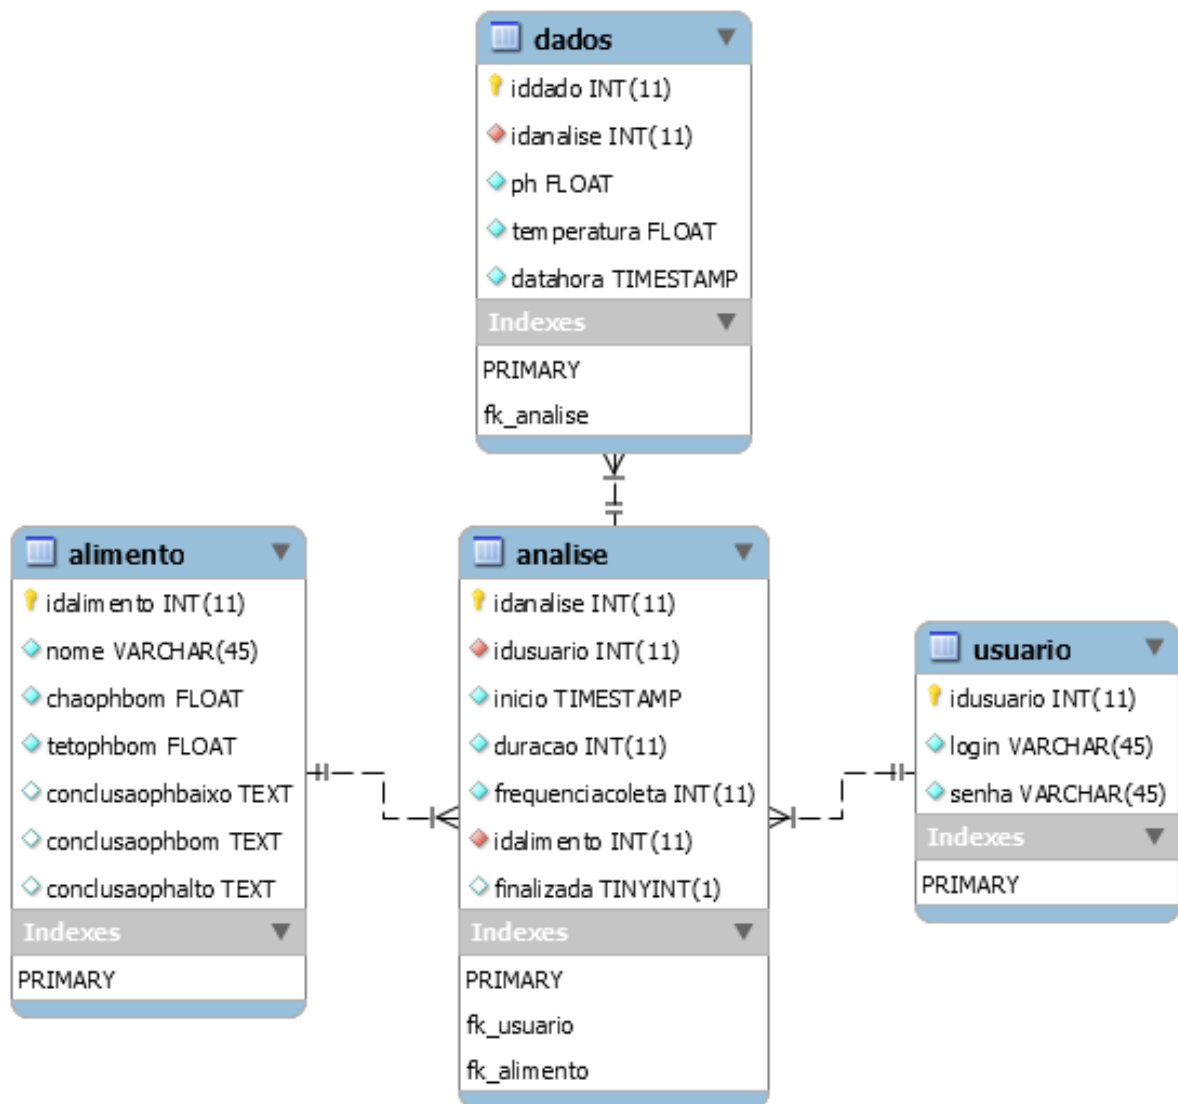 dados
iddado INT(11)
idanalise INT(11)
ph FLOAT
temperatura FLOAT
datahora TIMESTAMP
Indexes
PRIMARY
fk_analise
alimento
idalimento INT(11)
nome VARCHAR(45)
chaophbom FLOAT
tetophbom FLOAT
conclusaophbaixo TEXT
conclusaophbom TEXT
conclusaophalto TEXT
Indexes
PRIMARY
analise
idanalise INT(11)
idusuario INT(11)
inicio TIMESTAMP
duracao INT(11)
frequenciacoleta INT(11)
idalimento INT(11)
finalizada TINYINT(1)
Indexes
PRIMARY
fk_usuario
fk_alimento
usuario
idusuario INT(11)
login VARCHAR(45)
senha VARCHAR(45)
Indexes
PRIMARY